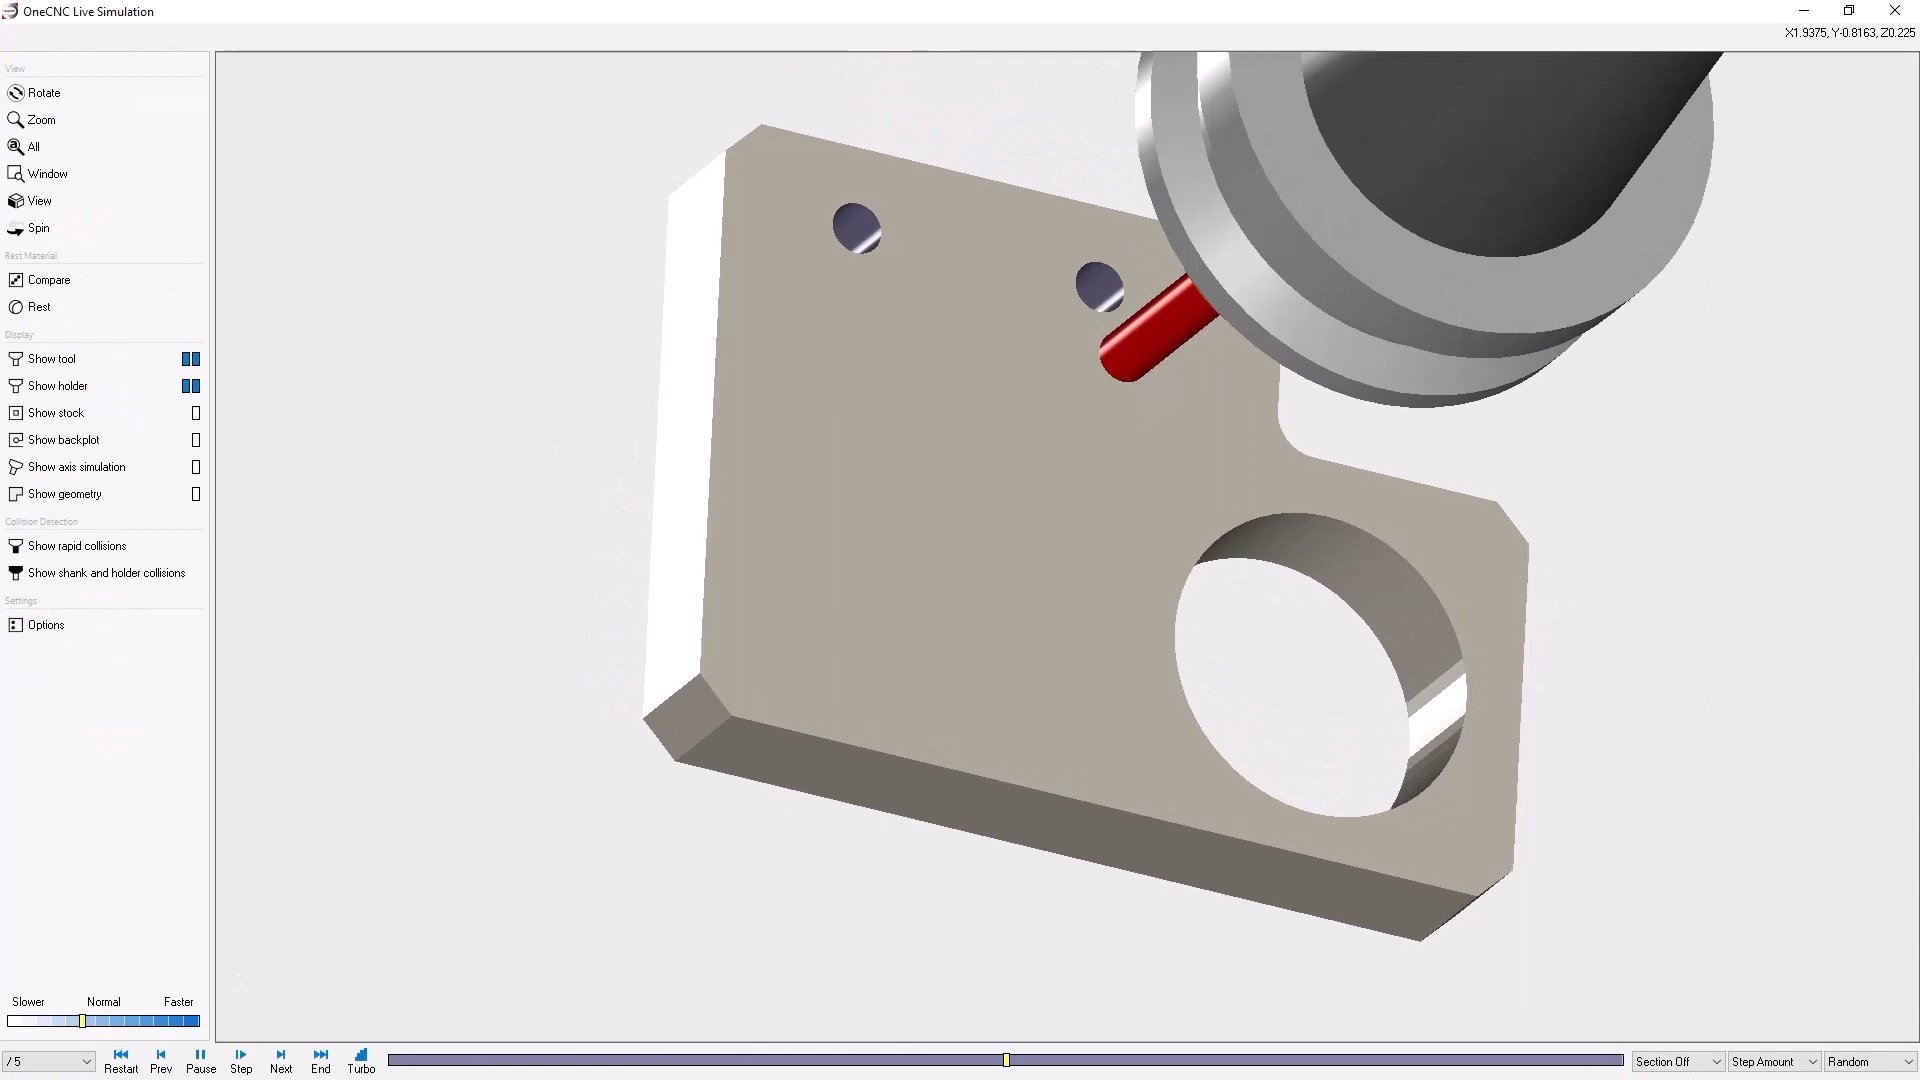 OneCNC Live Simulation
X1.9375, Y-0.8163, Z0.225
View
Rotate
Zoom
All
Window
View
Spin
Rest Material
Compare
Rest
Display
Show tool
Show holder
Show stock
Show backplot
Show axis simulation
Show geometry
Collision Detection
Show rapid collisions
Show shank and holder collisions
Settings
Options
Slower Normal Faster
/ 5 Restart Prev Pause Step Next End Turbo Section Off Step Amount Random